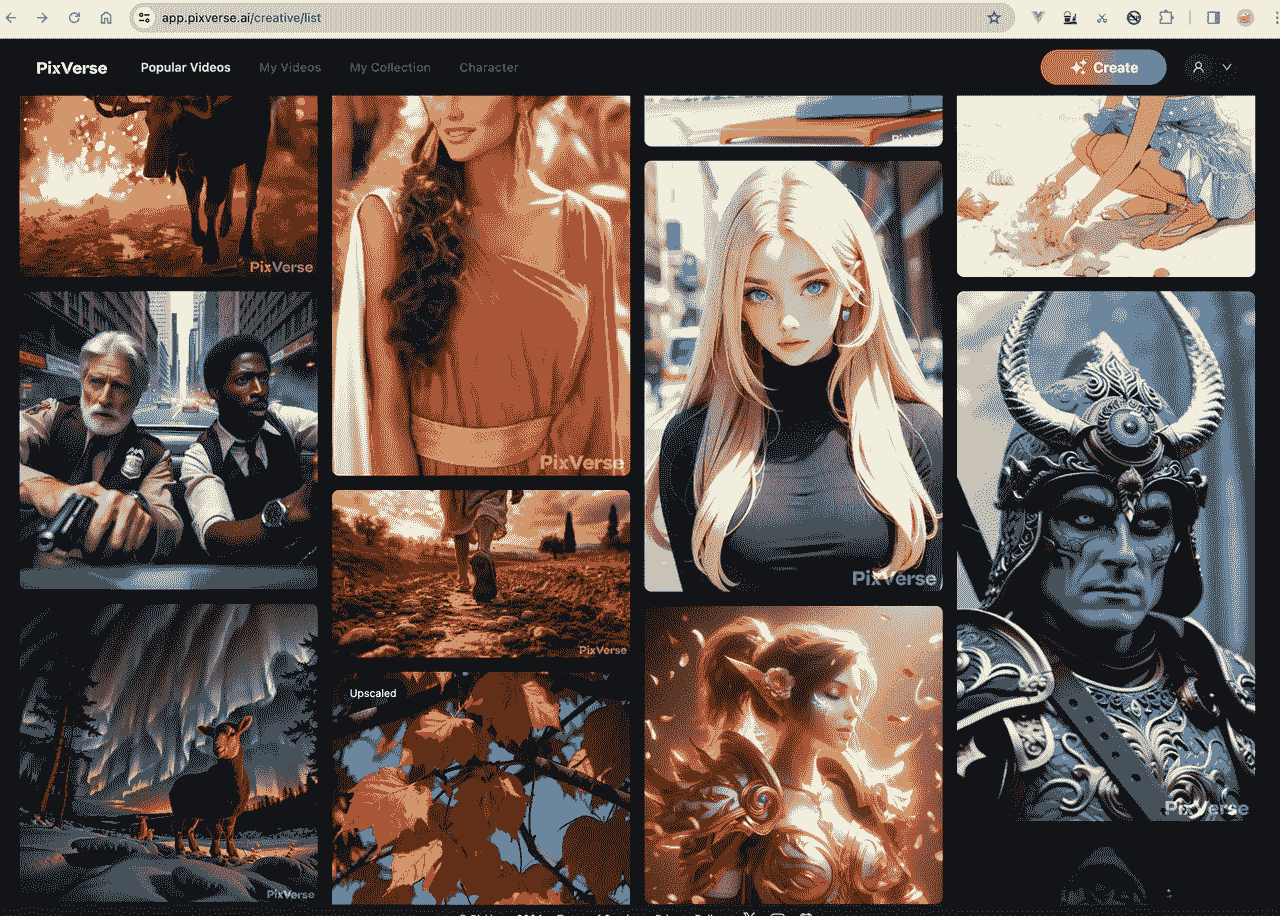 app.pixverse.ai/creative/list
PixVerse
Popular Videos
My Videos
My Collection
Character
Create
PixVerse
PixVerse
PixVerse
PixVerse
Upscaled
PixVerse
PixVerse